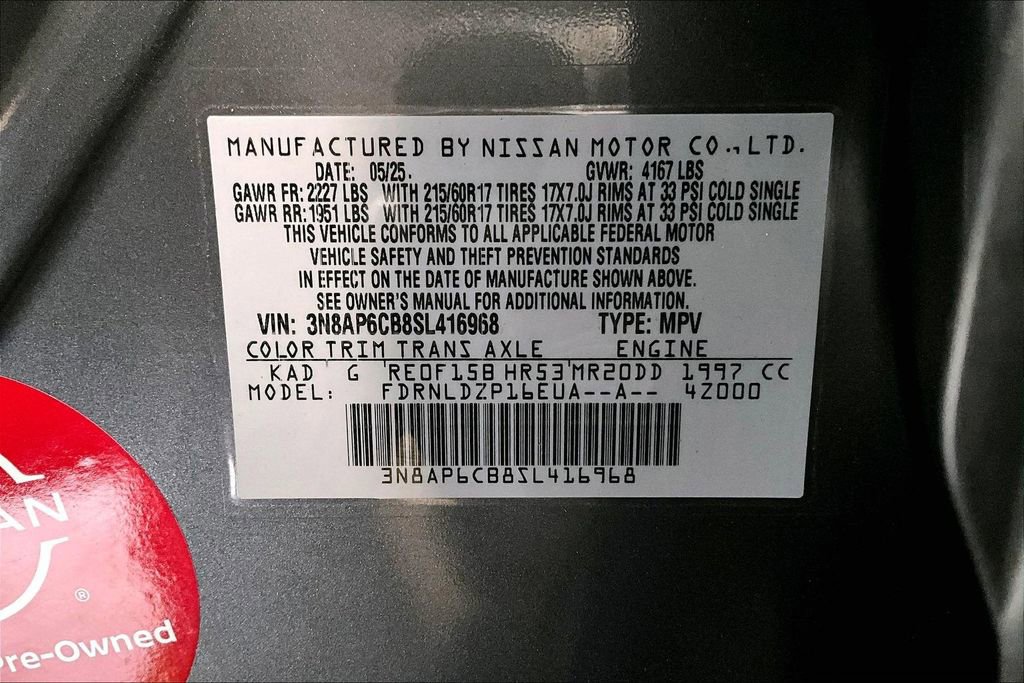 MANUFACTURED BY NISSAN MOTOR CO., LTD.
DATE: 05/25. GVWR: 4167 LBS
GAWR FR: 2227 LBS WITH 215/60R17 TIRES 17X7.0J RIMS AT 33 PSI COLD SINGLE
GAWR RR: 1951 LBS WITH 215/60R17 TIRES 17X7.0J RIMS AT 33 PSI COLD SINGLE
THIS VEHICLE CONFORMS TO ALL APPLICABLE FEDERAL MOTOR
VEHICLE SAFETY AND THEFT PREVENTION STANDARDS
IN EFFECT ON THE DATE OF MANUFACTURE SHOWN ABOVE.
SEE OWNER'S MANUAL FOR ADDITIONAL INFORMATION.
VIN: 3N8AP6CB8SL416968 TYPE: MPV
COLOR TRIM TRANS AXLE ENGINE
KAD G RE0F15B HR53 MR20DD 1997 CC
MODEL: FDRNLDZP16EUA--A-- 4Z000
3N8AP6CB8SL416968
AN
®
Pre-Owned